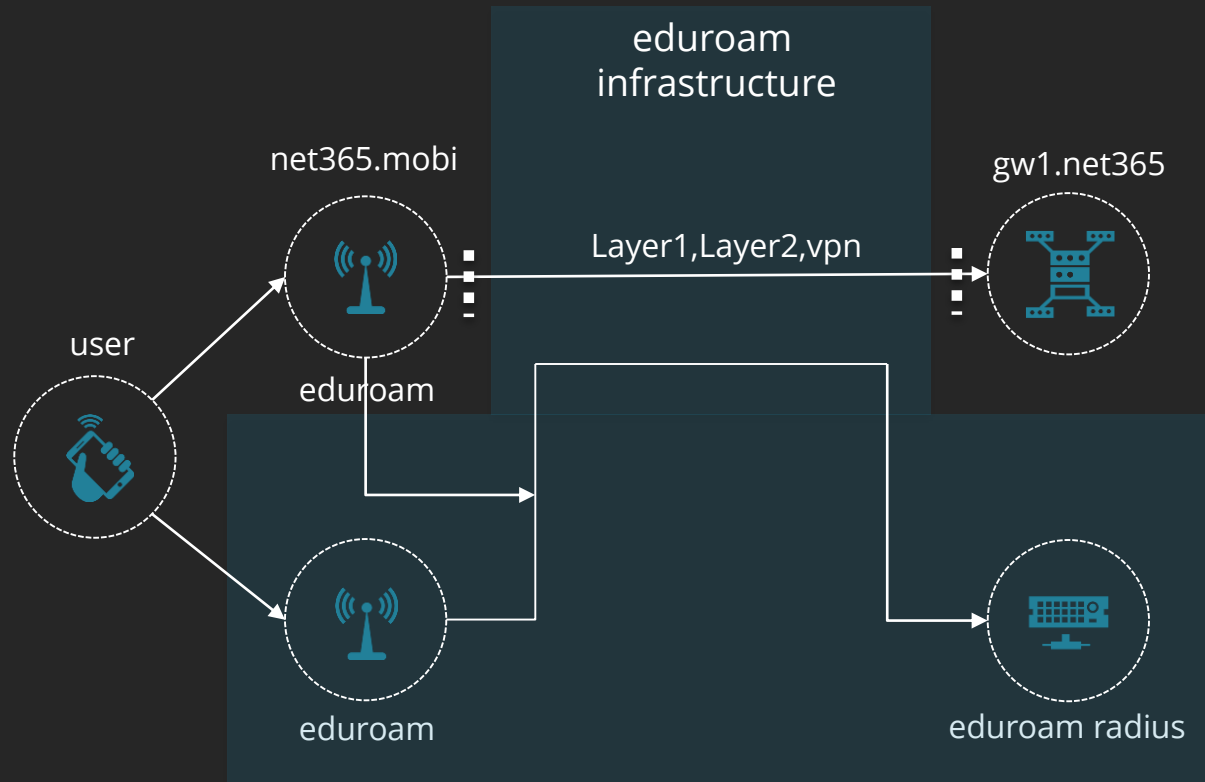 eduroam
infrastructure
net365.mobi
gw1.net365
Layer1,Layer2,vpn
user
eduroam
eduroam
eduroam radius